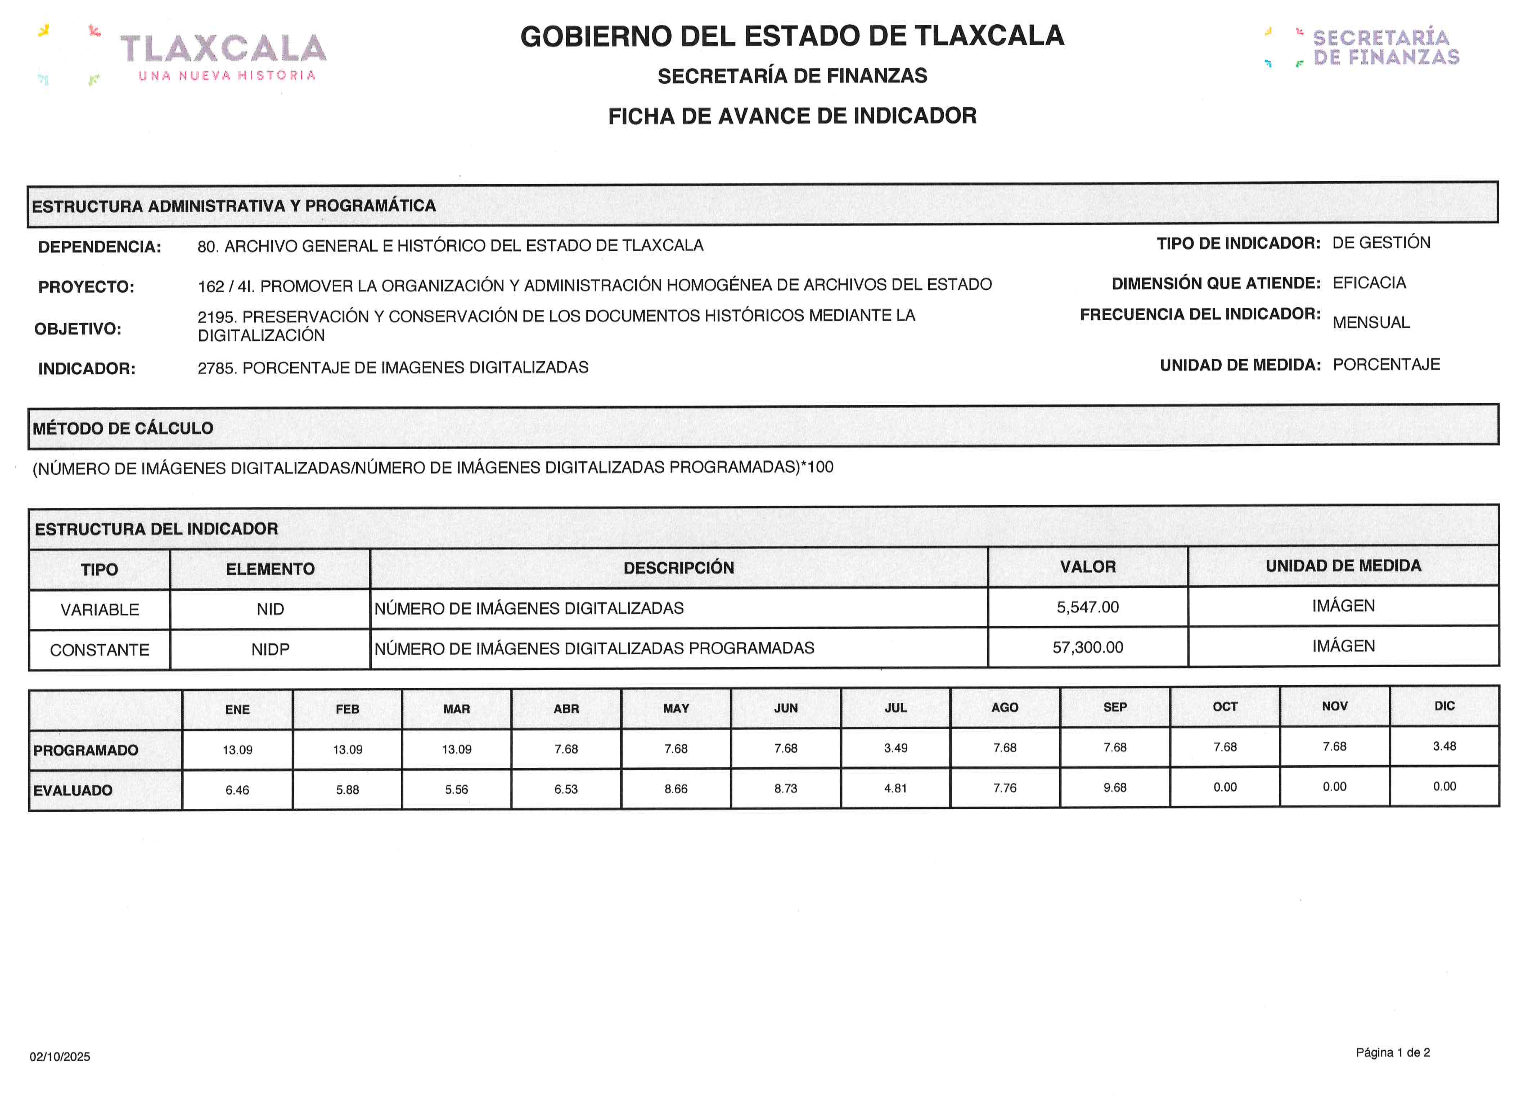 TLAXCALA
UNA NUEVA HISTORIA
GOBIERNO DEL ESTADO DE TLAXCALA
SECRETARÍA DE FINANZAS
FICHA DE AVANCE DE INDICADOR
SECRETARÍA
DE FINANZAS
ESTRUCTURA ADMINISTRATIVA Y PROGRAMÁTICA
DEPENDENCIA: 80. ARCHIVO GENERAL E HISTÓRICO DEL ESTADO DE TLAXCALA TIPO DE INDICADOR: DE GESTIÓN
PROYECTO: 162 / 4I. PROMOVER LA ORGANIZACIÓN Y ADMINISTRACIÓN HOMOGÉNEA DE ARCHIVOS DEL ESTADO DIMENSIÓN QUE ATIENDE: EFICACIA
OBJETIVO: 2195. PRESERVACIÓN Y CONSERVACIÓN DE LOS DOCUMENTOS HISTÓRICOS MEDIANTE LA
DIGITALIZACIÓN
FRECUENCIA DEL INDICADOR: MENSUAL
INDICADOR: 2785. PORCENTAJE DE IMAGENES DIGITALIZADAS UNIDAD DE MEDIDA: PORCENTAJE
MÉTODO DE CÁLCULO
(NÚMERO DE IMÁGENES DIGITALIZADAS/NÚMERO DE IMÁGENES DIGITALIZADAS PROGRAMADAS)*100
ESTRUCTURA DEL INDICADOR
TIPO ELEMENTO DESCRIPCIÓN VALOR UNIDAD DE MEDIDA
VARIABLE NID NÚMERO DE IMÁGENES DIGITALIZADAS 5,547.00 IMÁGEN
CONSTANTE NIDP NÚMERO DE IMÁGENES DIGITALIZADAS PROGRAMADAS 57,300.00 IMÁGEN
ENE FEB MAR ABR MAY JUN JUL AGO SEP OCT NOV DIC
PROGRAMADO 13.09 13.09 13.09 7.68 7.68 7.68 3.49 7.68 7.68 7.68 7.68 3.48
EVALUADO 6.46 5.88 5.56 6.53 8.66 8.73 4.81 7.76 9.68 0.00 0.00 0.00
02/10/2025 Página 1 de 2